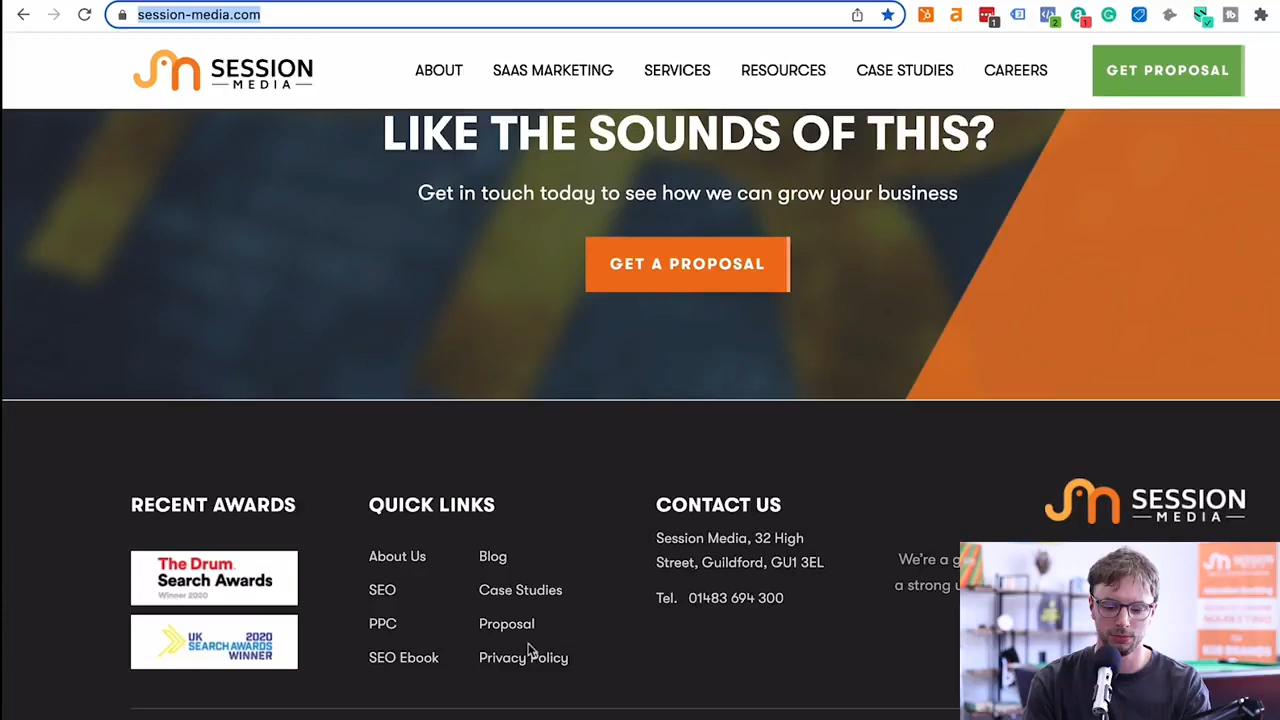 session-media.com
1
2
1
SESSION
MEDIA
ABOUT
SAAS MARKETING
SERVICES
RESOURCES
CASE STUDIES
CAREERS
GET PROPOSAL
LIKE THE SOUNDS OF THIS?
Get in touch today to see how we can grow your business
GET A PROPOSAL
RECENT AWARDS
The Drum.
Search Awards
Winner 2020
UK 2020
SEARCH AWARDS
WINNER
QUICK LINKS
About Us
SEO
PPC
SEO Ebook
Blog
Case Studies
Proposal
Privacy Policy
CONTACT US
Session Media, 32 High
Street, Guildford, GU1 3EL
Tel. 01483 694 300
SESSION
MEDIA
We're a g
a strong u